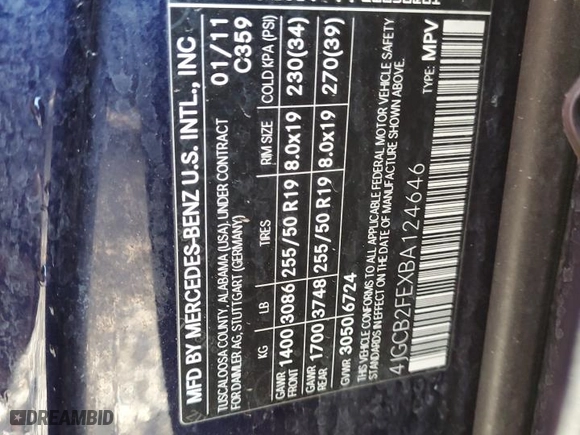 MFD BY MERCEDES-BENZ U.S. INTL., INC
TUSCALOOSA COUNTY, ALABAMA (USA). UNDER CONTRACT
FOR DAIMLER AG, STUTTGART (GERMANY)
01/11
C359
KG LB TIRES RIM SIZE COLD KPA (PSI)
GAWR FRONT 1400 3086 255/50 R19 8.0x19 230(34)
GAWR REAR 1700 3748 255/50 R19 8.0x19 270(39)
GVWR 3050 6724
THIS VEHICLE CONFORMS TO ALL APPLICABLE FEDERAL MOTOR VEHICLE SAFETY
IN EFFECT ON THE DATE OF MANUFACTURE SHOWN ABOVE.
4JGCB2FEXBA124646 TYPE: MPV
DREAMBID